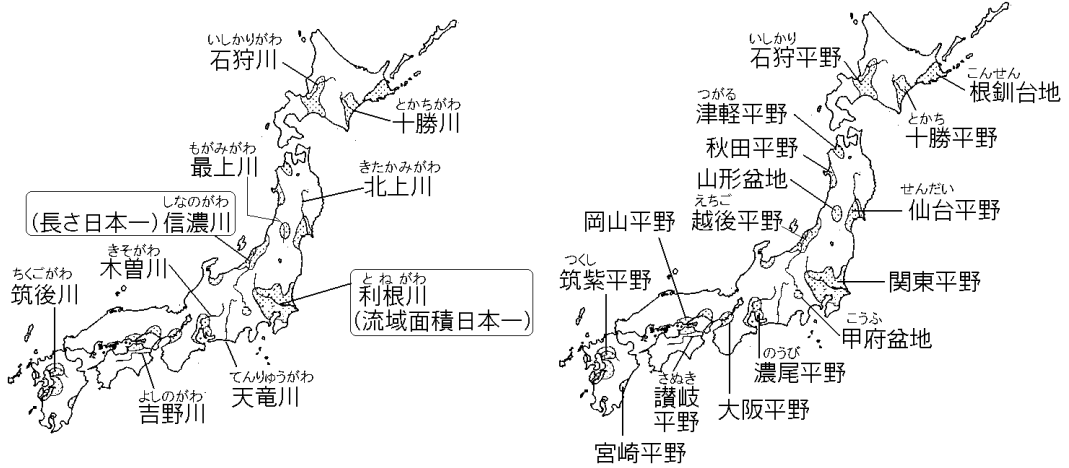 いしかりがわ
石狩川
とかちがわ
十勝川
もがみがわ
最上川
きたかみがわ
北上川
しなのがわ
(長さ日本一)信濃川
きそがわ
木曽川
ちくごがわ
筑後川
とねがわ
利根川
(流域面積日本一)
てんりゅうがわ
天竜川
よしのがわ
吉野川
いしかり
石狩平野
こんせん
根釧台地
つがる
津軽平野
とかち
十勝平野
秋田平野
山形盆地
せんだい
仙台平野
えちご
越後平野
岡山平野
つくし
筑紫平野
関東平野
こうふ
甲府盆地
のうび
濃尾平野
さぬき
讃岐
平野
大阪平野
宮崎平野